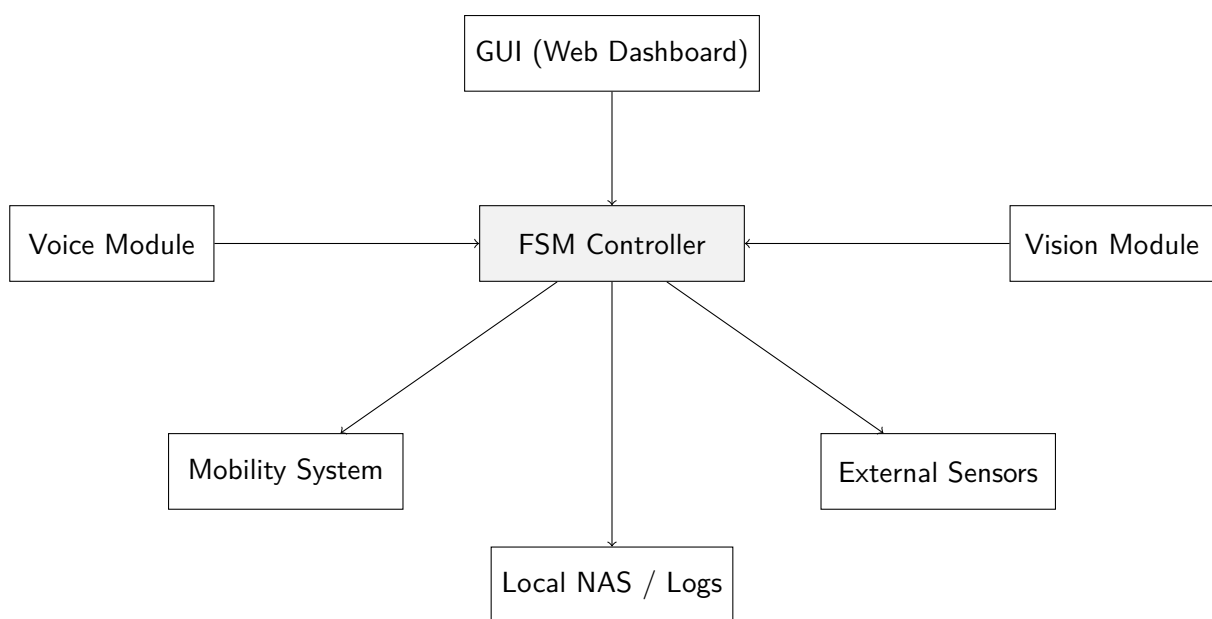 GUI (Web Dashboard)
Voice Module
FSM Controller
Vision Module
Mobility System
External Sensors
Local NAS / Logs